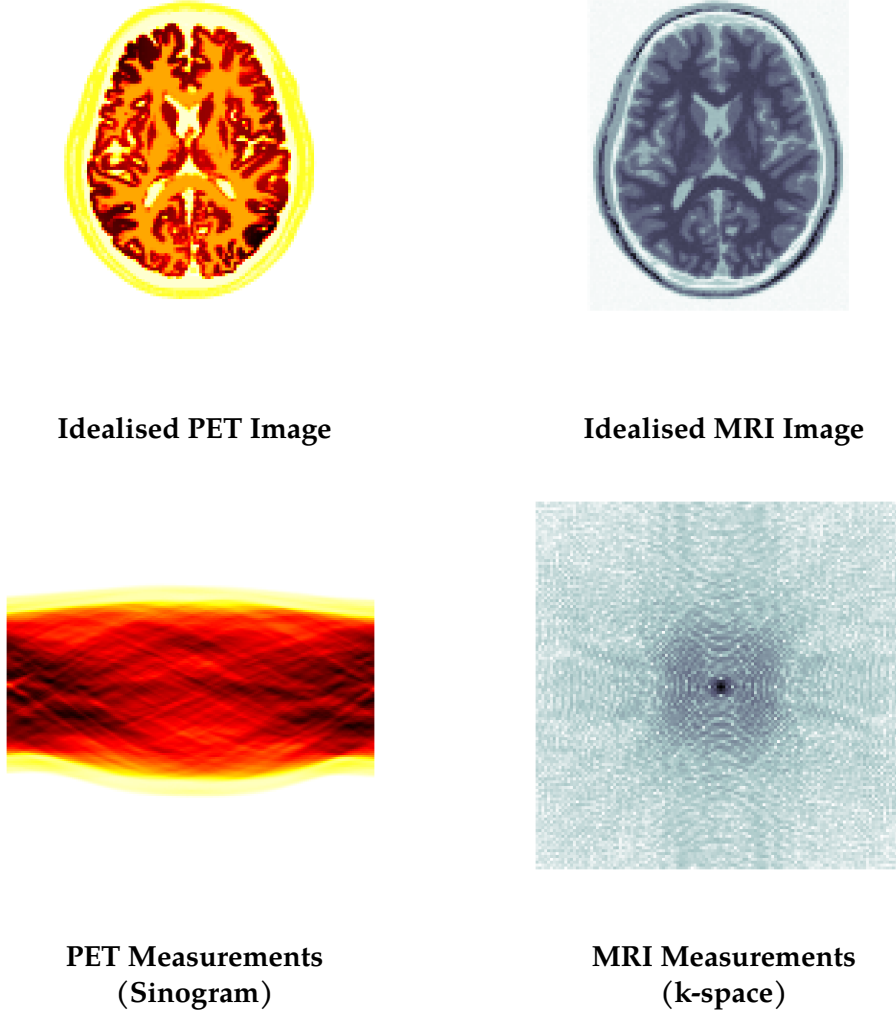 Idealised PET Image
Idealised MRI Image
PET Measurements
(Sinogram)
MRI Measurements
(k-space)